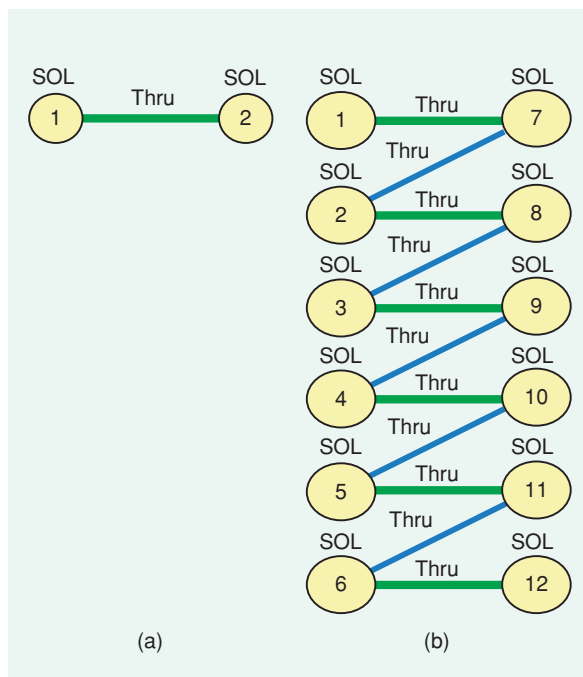 SOL SOL
Thru
1 2
(a)
SOL SOL
Thru
1 7
Thru
SOL SOL
Thru
2 8
Thru
SOL SOL
Thru
3 9
Thru
SOL SOL
Thru
4 10
Thru
SOL SOL
Thru
5 11
Thru
SOL SOL
Thru
6 12
(b)